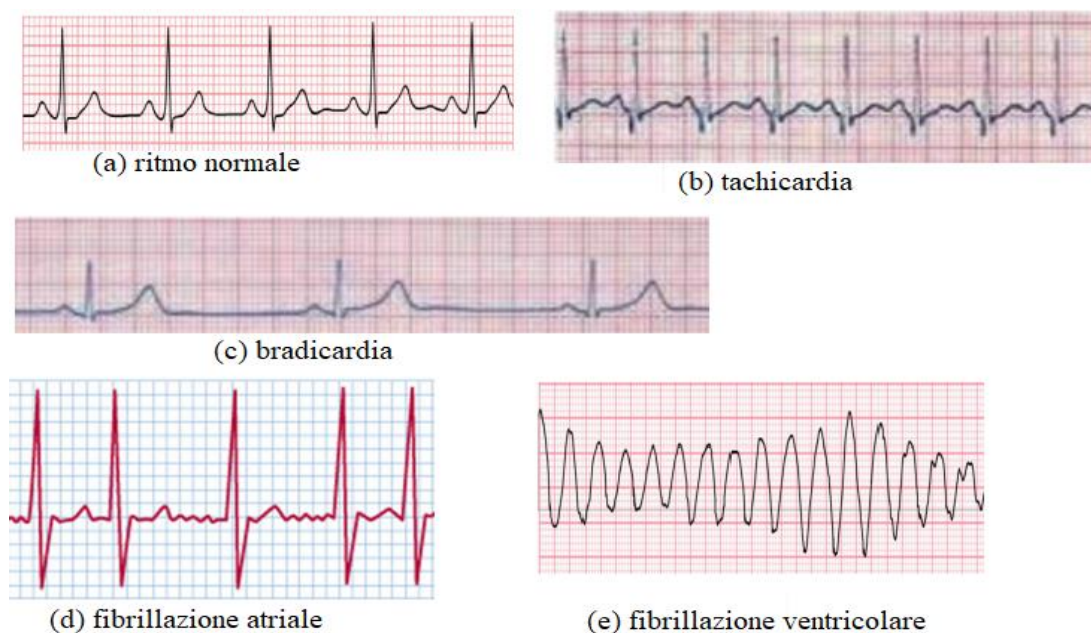 (a) ritmo normale
(b) tachicardia
(c) bradicardia
(d) fibrillazione atriale
(e) fibrillazione ventricolare